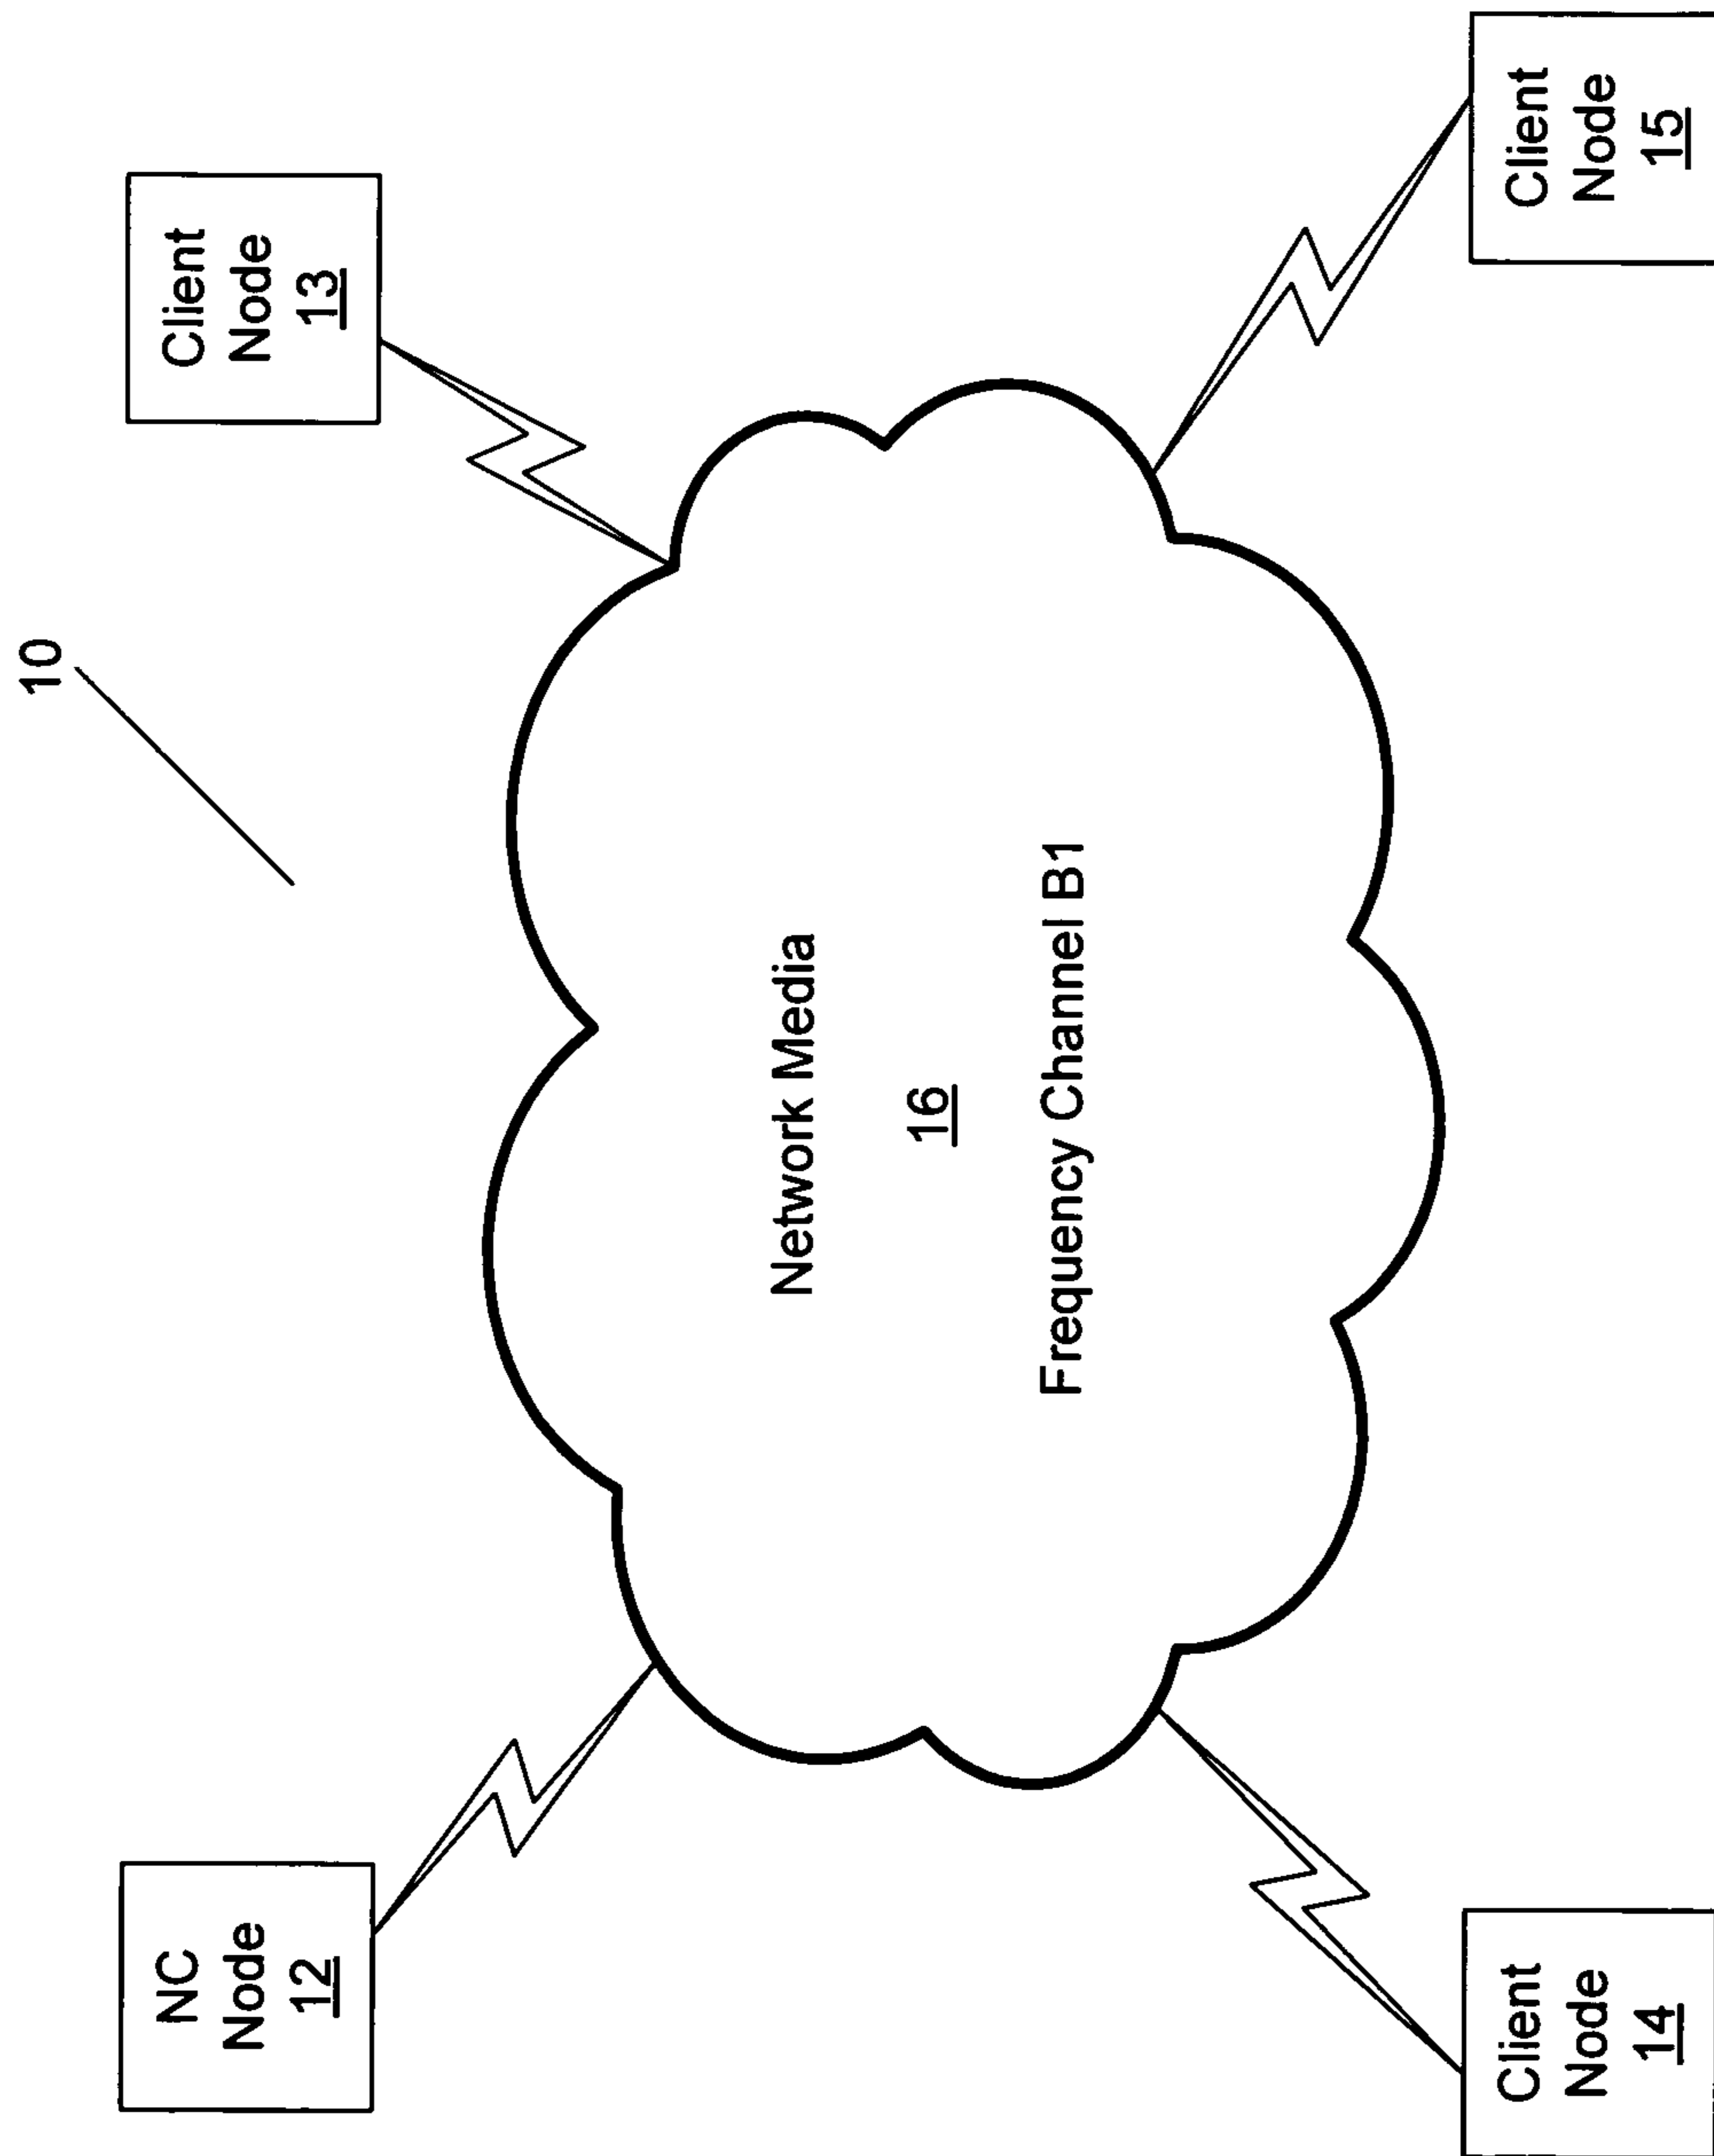 10
NC
Node
12
Client
Node
13
Network Media
16
Frequency Channel B1
Client
Node
14
Client
Node
15